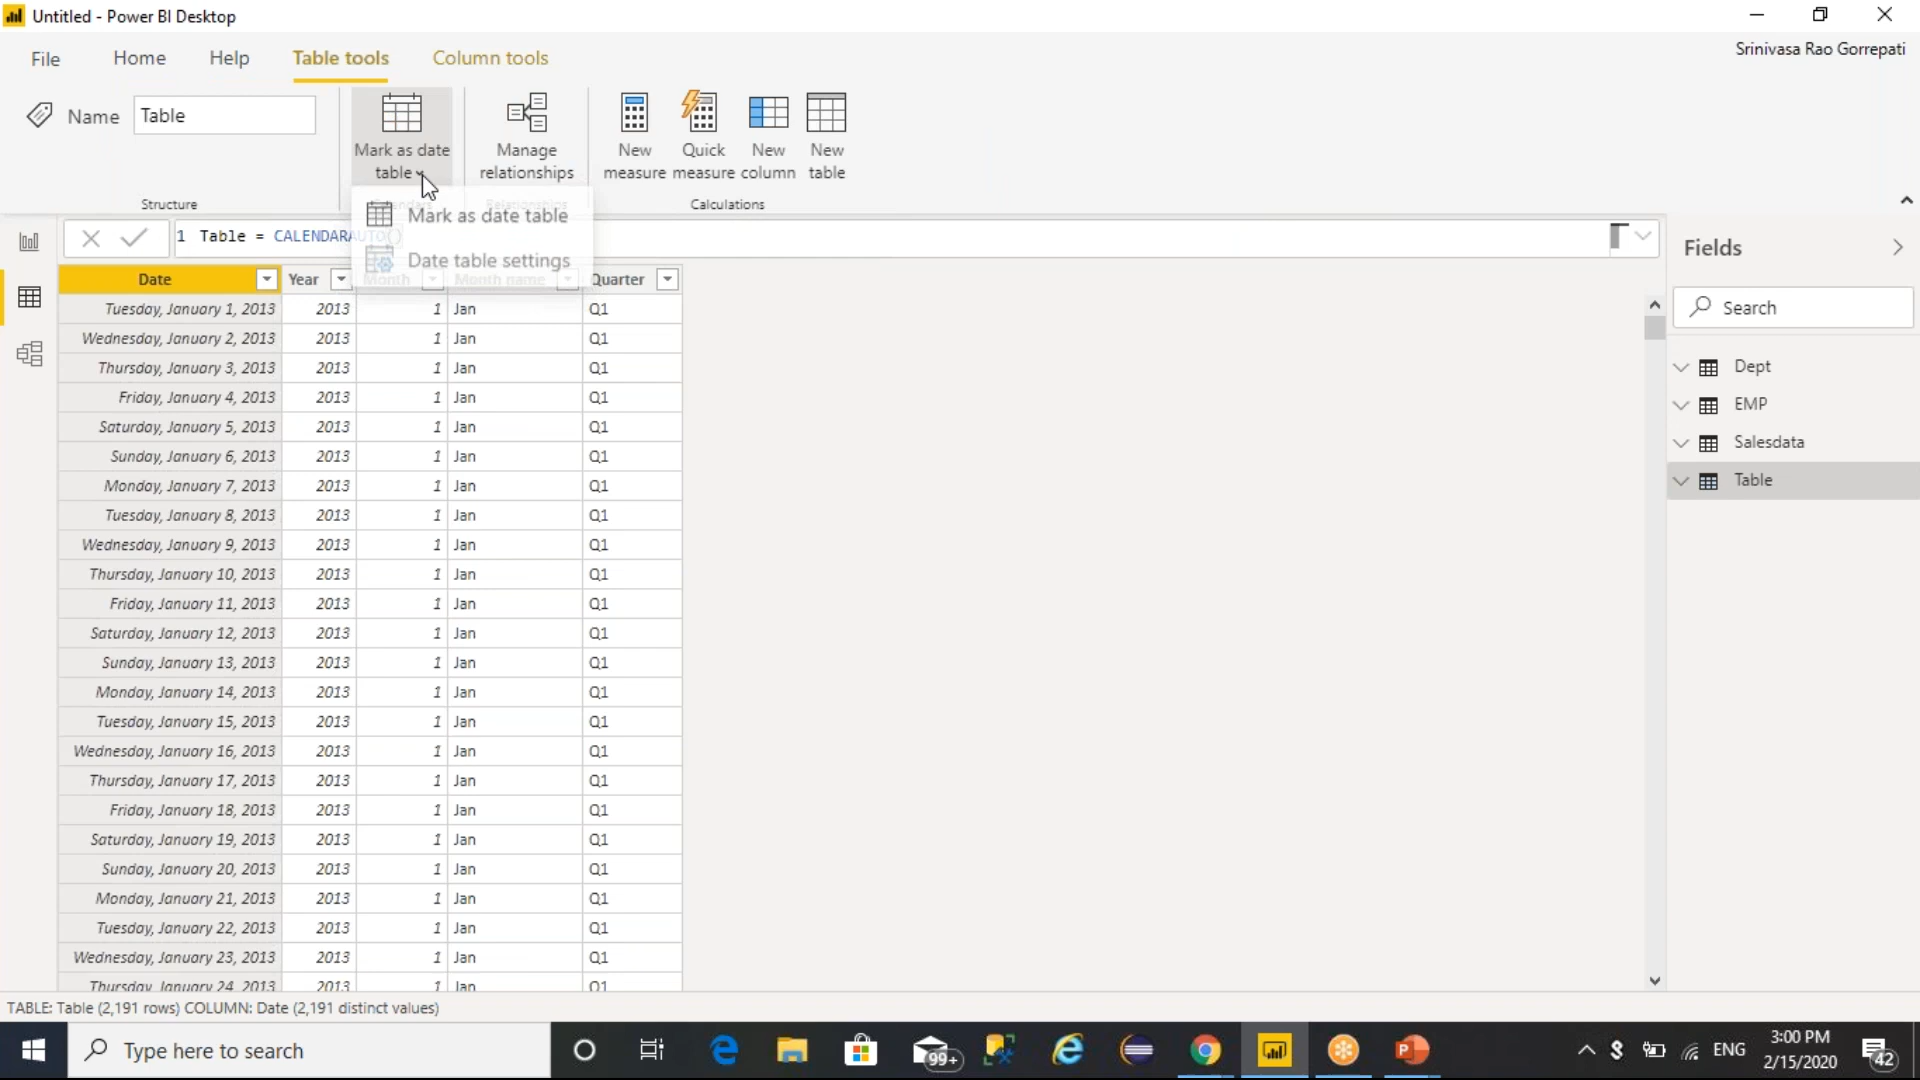 Untitled - Power BI Desktop
Srinivasa Rao Gorrepati
File Home Help Table tools Column tools
Name Table
Mark as date table
Manage relationships
New measure
Quick measure
New column
New table
Structure
Relationships
Calculations
Mark as date table
Date table settings
1 Table = CALENDARAUTO()
Date Year Month Month name Quarter
Tuesday, January 1, 2013 2013 1 Jan Q1
Wednesday, January 2, 2013 2013 1 Jan Q1
Thursday, January 3, 2013 2013 1 Jan Q1
Friday, January 4, 2013 2013 1 Jan Q1
Saturday, January 5, 2013 2013 1 Jan Q1
Sunday, January 6, 2013 2013 1 Jan Q1
Monday, January 7, 2013 2013 1 Jan Q1
Tuesday, January 8, 2013 2013 1 Jan Q1
Wednesday, January 9, 2013 2013 1 Jan Q1
Thursday, January 10, 2013 2013 1 Jan Q1
Friday, January 11, 2013 2013 1 Jan Q1
Saturday, January 12, 2013 2013 1 Jan Q1
Sunday, January 13, 2013 2013 1 Jan Q1
Monday, January 14, 2013 2013 1 Jan Q1
Tuesday, January 15, 2013 2013 1 Jan Q1
Wednesday, January 16, 2013 2013 1 Jan Q1
Thursday, January 17, 2013 2013 1 Jan Q1
Friday, January 18, 2013 2013 1 Jan Q1
Saturday, January 19, 2013 2013 1 Jan Q1
Sunday, January 20, 2013 2013 1 Jan Q1
Monday, January 21, 2013 2013 1 Jan Q1
Tuesday, January 22, 2013 2013 1 Jan Q1
Wednesday, January 23, 2013 2013 1 Jan Q1
Thursday, January 24, 2013 2013 1 Jan Q1
Fields
Search
Dept
EMP
Salesdata
Table
TABLE: Table (2,191 rows) COLUMN: Date (2,191 distinct values)
Type here to search
99+
ENG
3:00 PM
2/15/2020
42